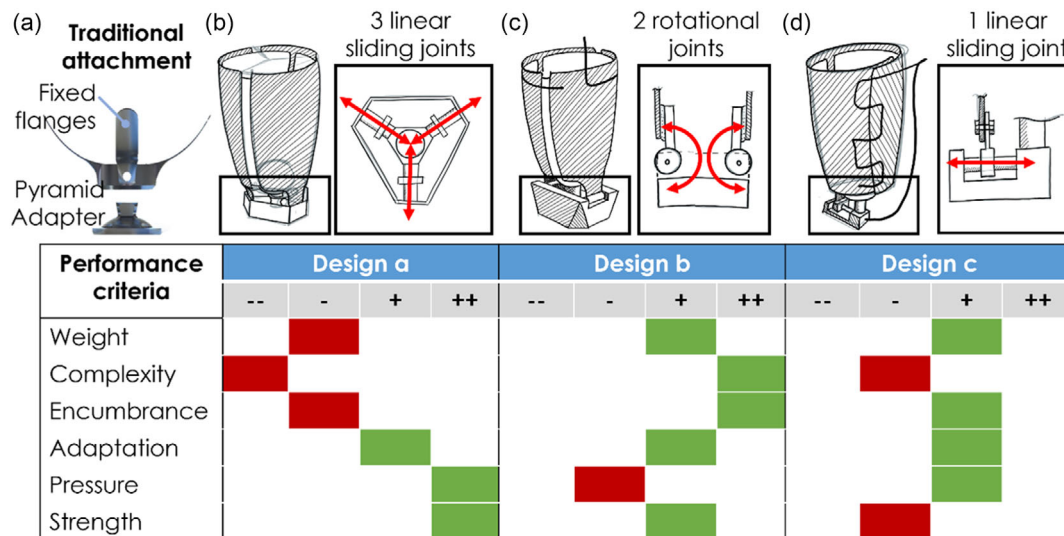 (a)
Traditional
attachment
Fixed
flanges
Pyramid
Adapter
(b)
3 linear
sliding joints
(c)
2 rotational
joints
(d)
1 linear
sliding joint
Performance
criteria
Design a
Design b
Design c
-- - + ++ -- - + ++ -- - + ++
Weight
Complexity
Encumbrance
Adaptation
Pressure
Strength